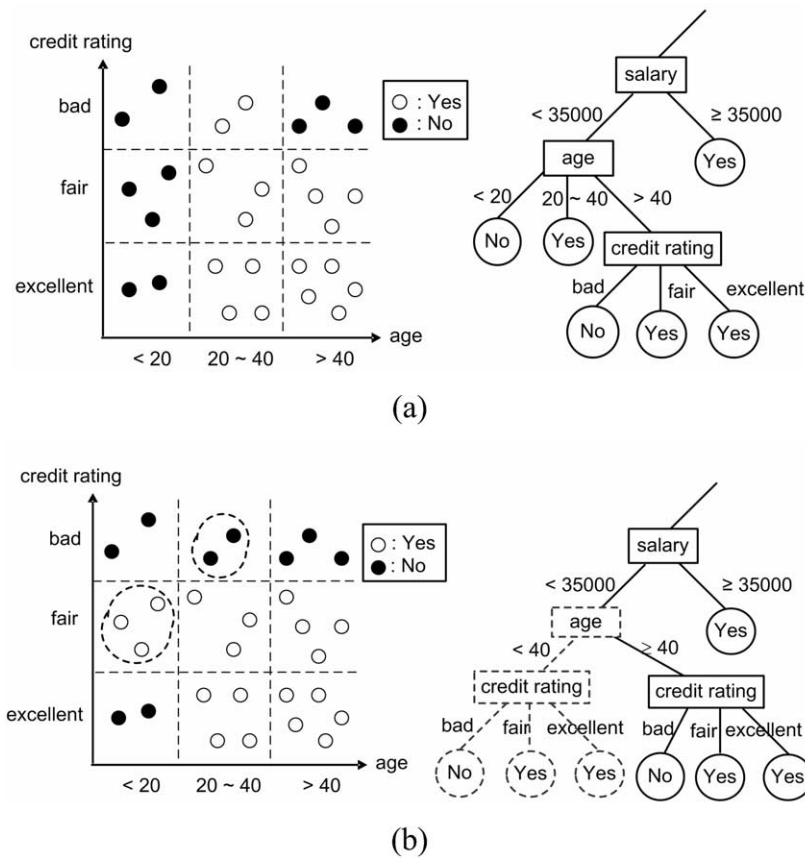 credit rating
bad
fair
excellent
< 20
20 ~ 40
> 40
age
○ : Yes
● : No
salary
< 35000
≥ 35000
age
Yes
< 20
20 ~ 40
> 40
No
Yes
credit rating
bad
fair
excellent
No
Yes
Yes
(a)
credit rating
bad
fair
excellent
< 20
20 ~ 40
> 40
age
○ : Yes
● : No
salary
< 35000
≥ 35000
age
Yes
< 40
≥ 40
credit rating
credit rating
bad
fair
excellent
bad
fair
excellent
No
Yes
Yes
No
Yes
Yes
(b)